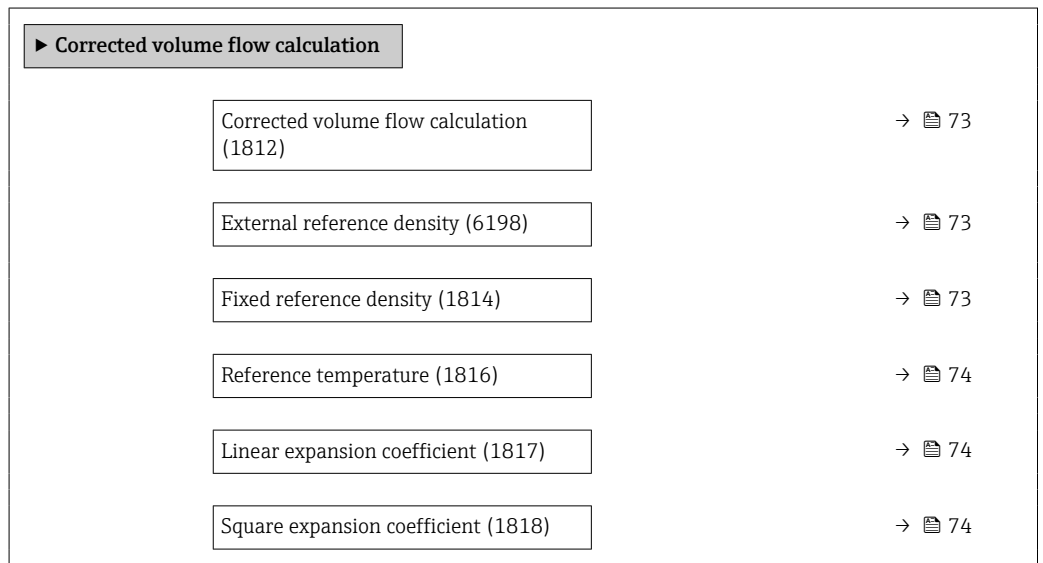 ▶ Corrected volume flow calculation
Corrected volume flow calculation → 73
(1812)
External reference density (6198) → 73
Fixed reference density (1814) → 73
Reference temperature (1816) → 74
Linear expansion coefficient (1817) → 74
Square expansion coefficient (1818) → 74